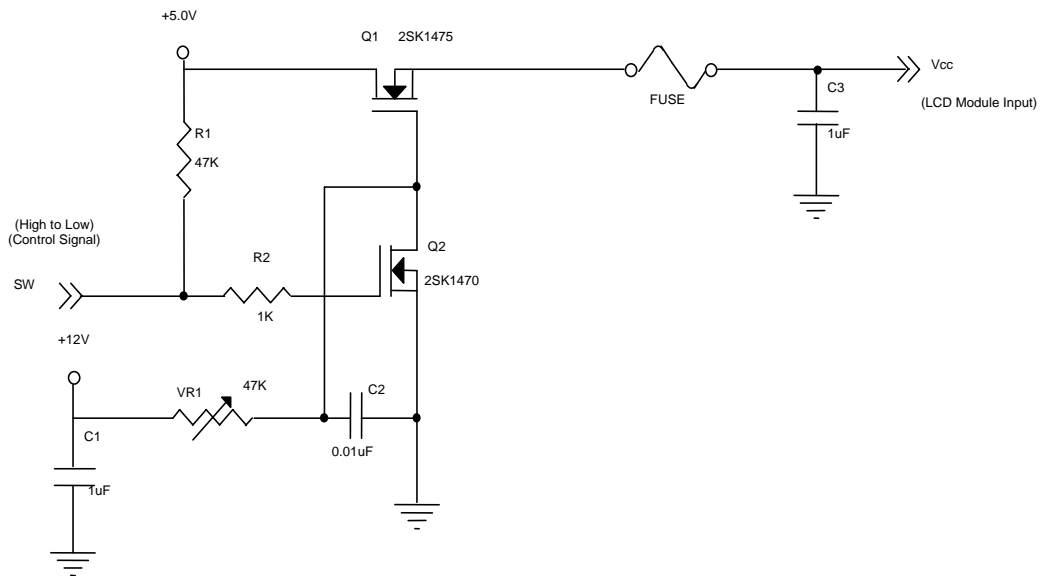 +5.0V
Q1 2SK1475
Vcc
FUSE
C3
(LCD Module Input)
R1
1uF
47K
(High to Low)
(Control Signal)
Q2
R2
2SK1470
SW
1K
+12V
VR1
47K
C2
C1
0.01uF
1uF